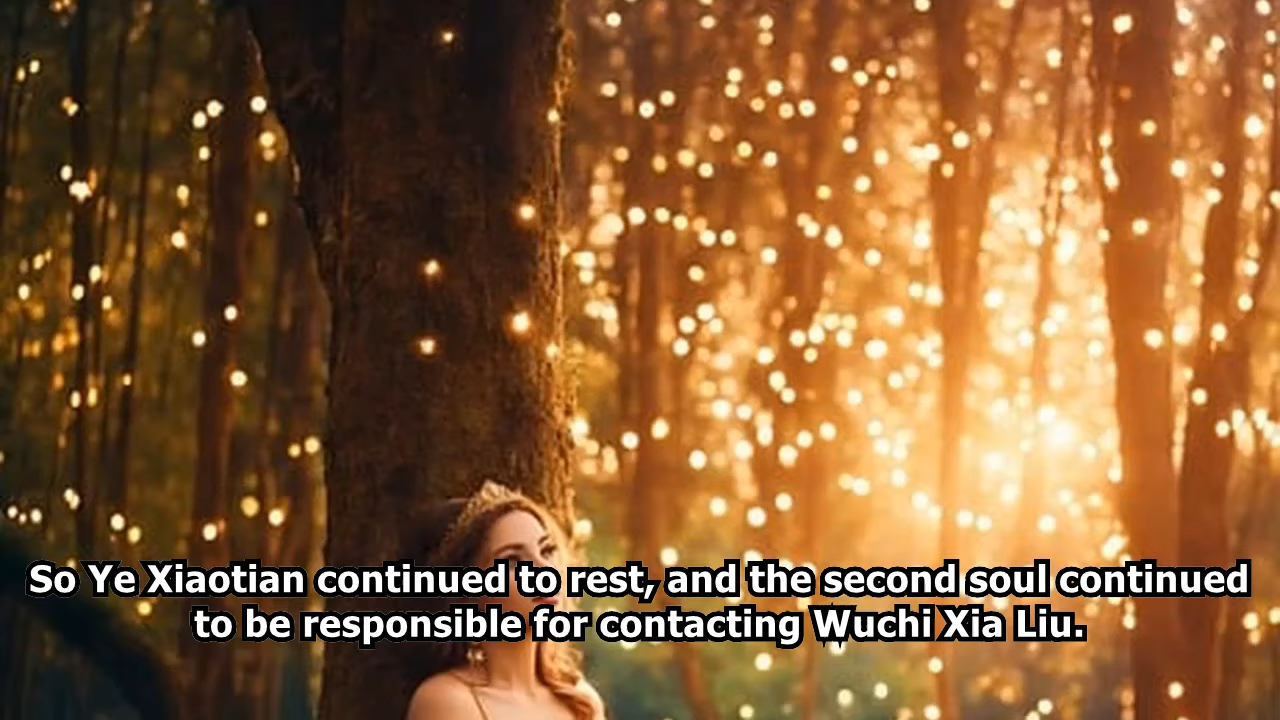 So Ye Xiaotian continued to rest, and the second soul continued
to be responsible for contacting Wuchi Xia Liu.